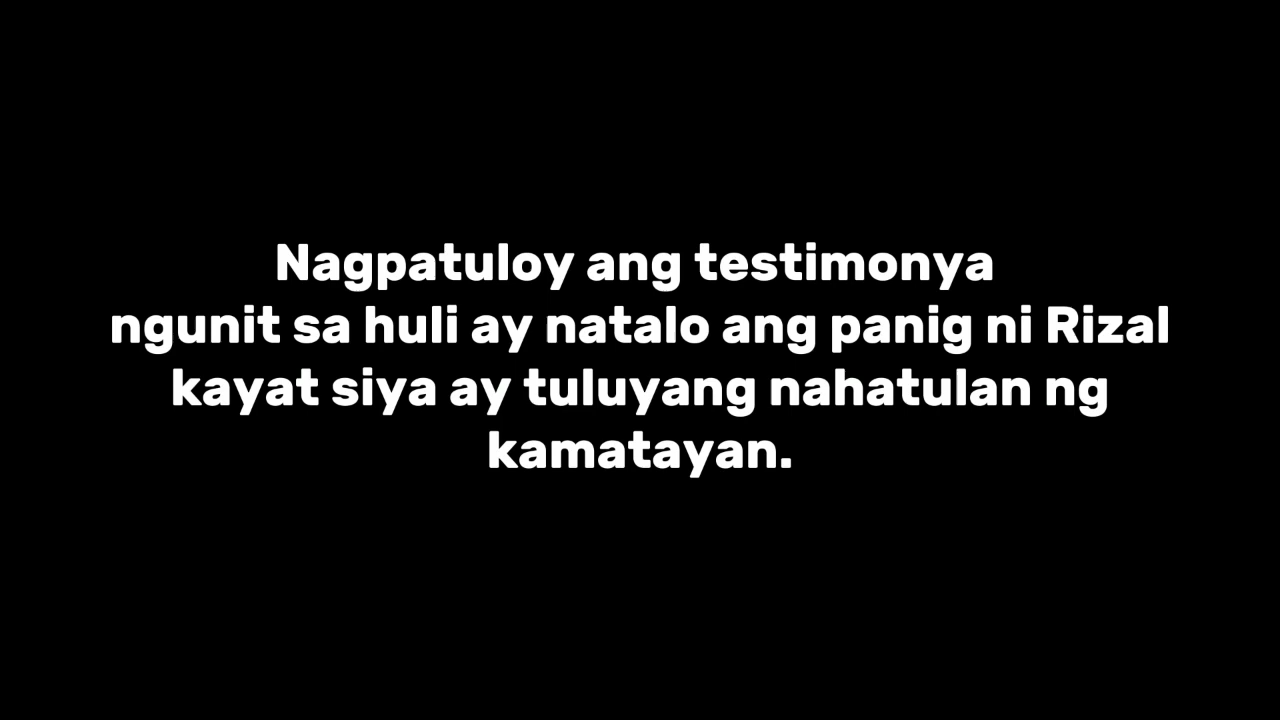 Nagpatuloy ang testimonya
ngunit sa huli ay natalo ang panig ni Rizal
kayat siya ay tuluyang nahatulan ng
kamatayan.